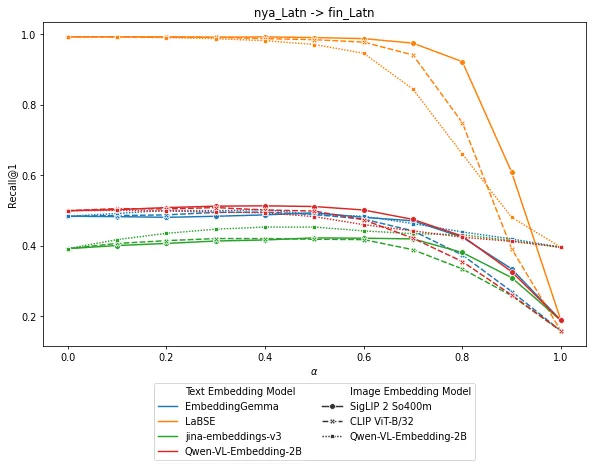 nya_Latn -> fin_Latn
1.0
0.8
0.6
0.4
0.2
Recall@1
0.0 0.2 0.4 0.6 0.8 1.0
α
Text Embedding Model Image Embedding Model
EmbeddingGemma SigLIP 2 So400m
LaBSE CLIP ViT-B/32
jina-embeddings-v3 Qwen-VL-Embedding-2B
Qwen-VL-Embedding-2B